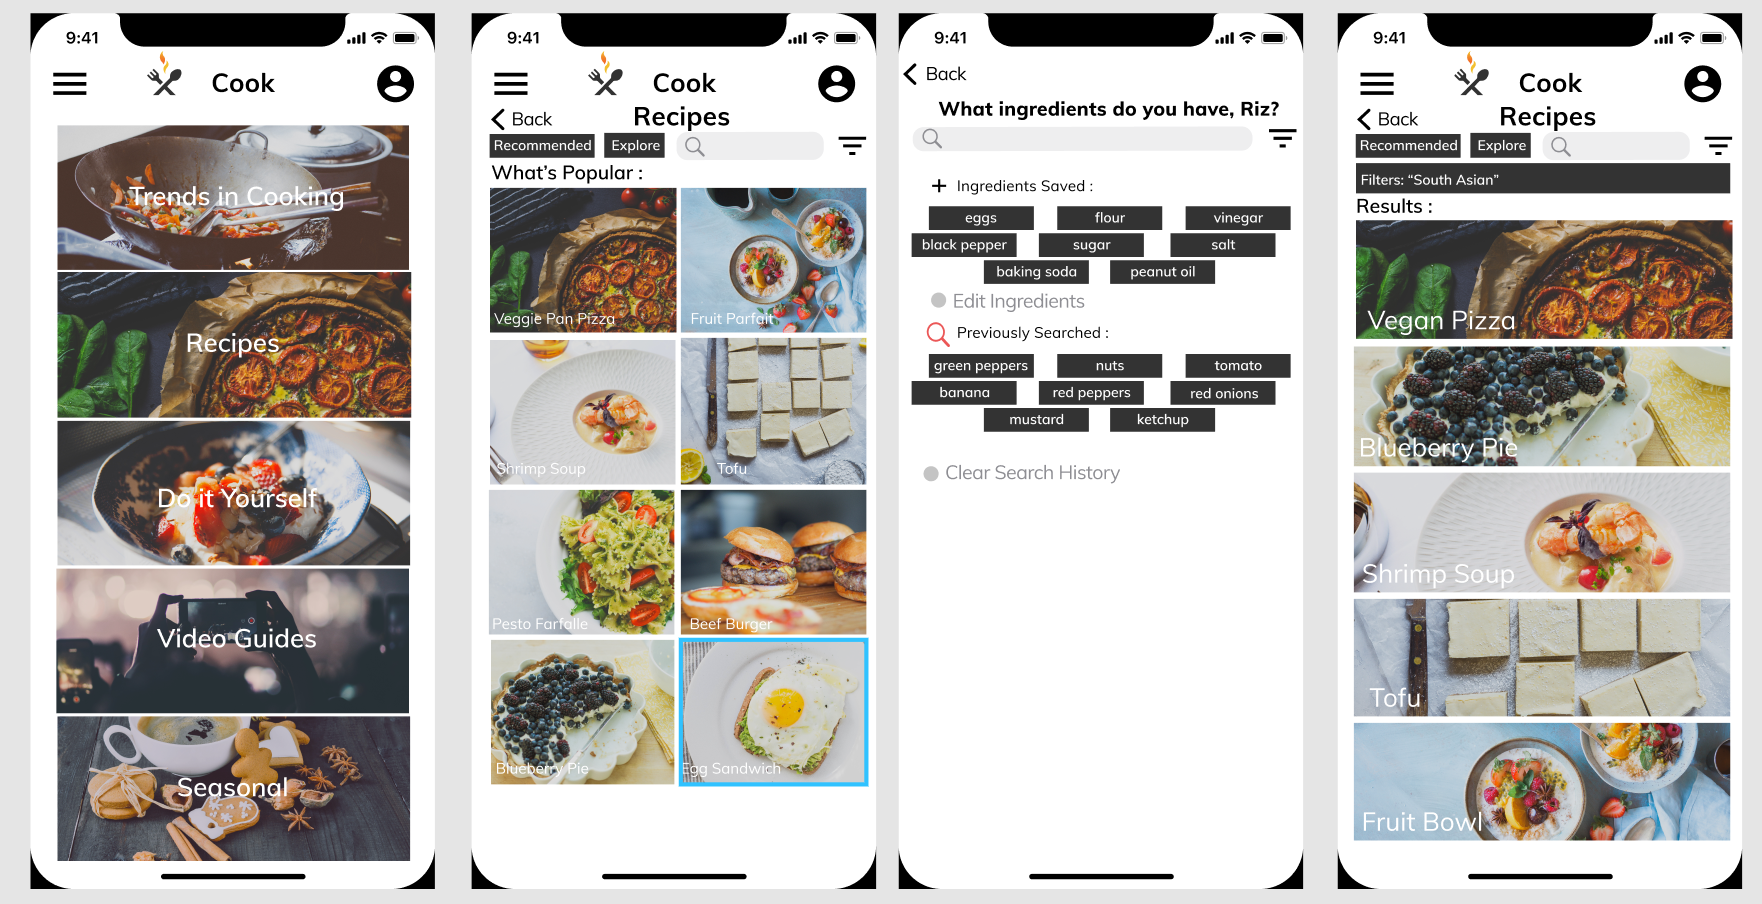 9:41
Cook
Trends in Cooking
Recipes
Do it Yourself
Video Guides
Seasonal
9:41
Cook
Back
Recipes
Recommended
Explore
What's Popular :
Veggie Pan Pizza
Fruit Parfait
Shrimp Soup
Tofu
Pesto Farfalle
Beef Burger
Blueberry Pie
Egg Sandwich
9:41
Back
What ingredients do you have, Riz?
Ingredients Saved :
eggs
flour
vinegar
black pepper
sugar
salt
baking soda
peanut oil
Edit Ingredients
Previously Searched :
green peppers
nuts
tomato
banana
red peppers
red onions
mustard
ketchup
Clear Search History
9:41
Cook
Back
Recipes
Recommended
Explore
Filters: “South Asian”
Results :
Vegan Pizza
Blueberry Pie
Shrimp Soup
Tofu
Fruit Bowl